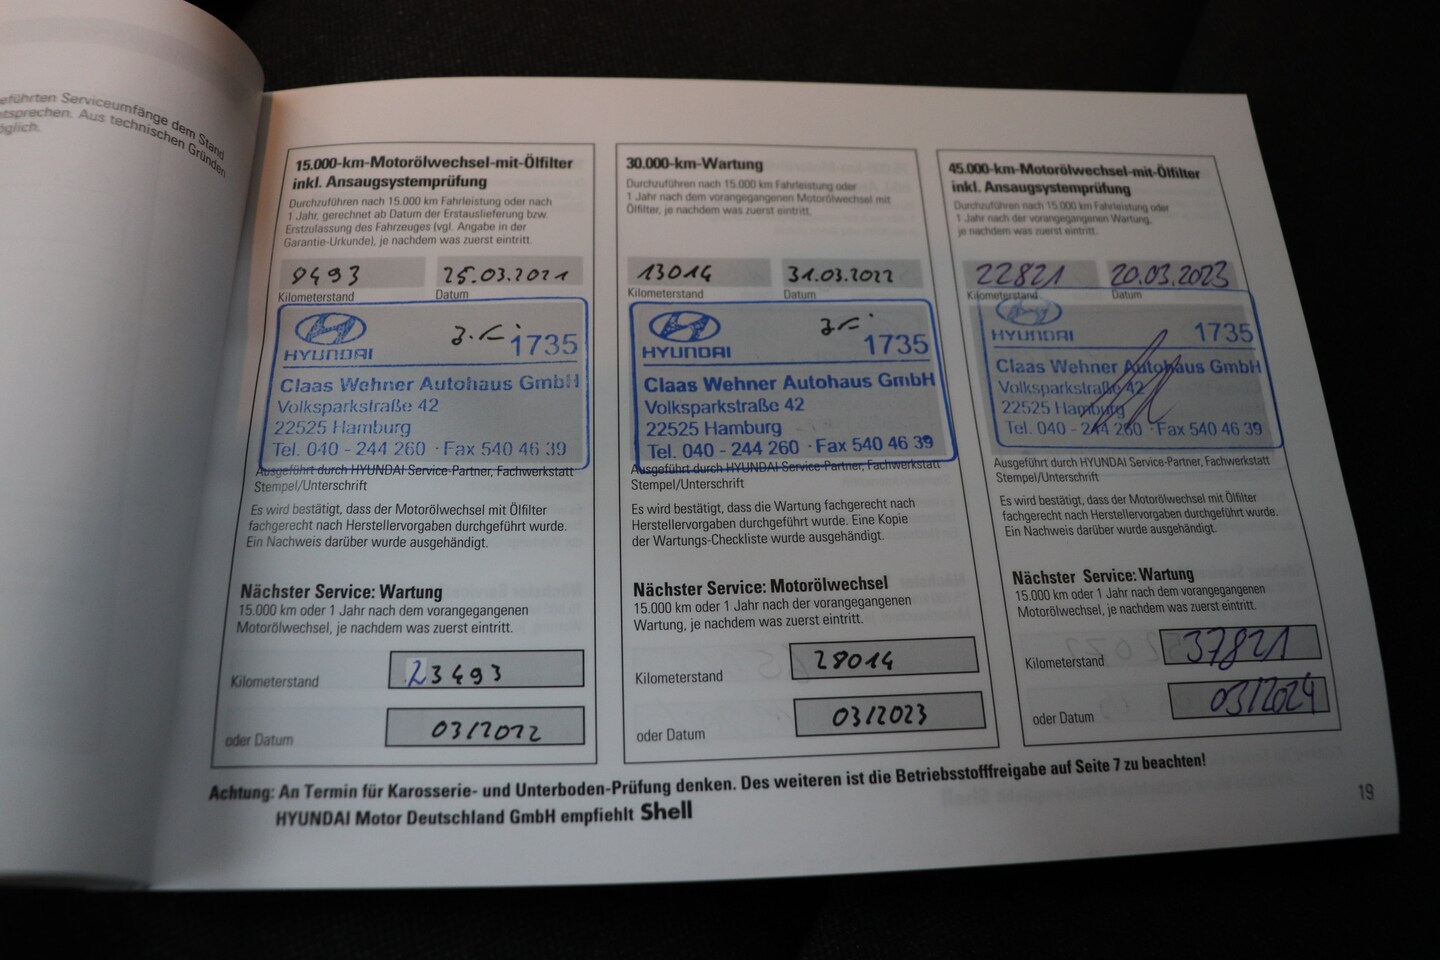 eführten Serviceumfänge dem Stand
ntsprechen. Aus technischen Gründen
öglich.
15.000-km-Motorölwechsel-mit-Ölfilter
inkl. Ansaugsystemprüfung
Durchzuführen nach 15.000 km Fahrleistung oder nach
1 Jahr, gerechnet ab Datum der Erstauslieferung bzw.
Erstzulassung des Fahrzeuges (vgl. Angabe in der
Garantie-Urkunde), je nachdem was zuerst eintritt.
8493 25.03.2021
Kilometerstand Datum
HYUNDAI 1735
Claas Wehner Autohaus GmbH
Volksparkstraße 42
22525 Hamburg
Tel. 040 - 244 260 · Fax 540 46 39
Ausgeführt durch HYUNDAI Service-Partner, Fachwerkstatt
Stempel/Unterschrift
Es wird bestätigt, dass der Motorölwechsel mit Ölfilter
fachgerecht nach Herstellervorgaben durchgeführt wurde.
Ein Nachweis darüber wurde ausgehändigt.
Nächster Service: Wartung
15.000 km oder 1 Jahr nach dem vorangegangenen
Motorölwechsel, je nachdem was zuerst eintritt.
Kilometerstand 23493
oder Datum 03/2022
30.000-km-Wartung
Durchzuführen nach 15.000 km Fahrleistung oder
1 Jahr nach dem vorangegangenen Motorölwechsel mit
Ölfilter, je nachdem was zuerst eintritt.
13014 31.03.2022
Kilometerstand Datum
HYUNDAI 1735
Claas Wehner Autohaus GmbH
Volksparkstraße 42
22525 Hamburg
Tel. 040 - 244 260 · Fax 540 46 39
Ausgeführt durch HYUNDAI Service-Partner, Fachwerkstatt
Stempel/Unterschrift
Es wird bestätigt, dass die Wartung fachgerecht nach
Herstellervorgaben durchgeführt wurde. Eine Kopie
der Wartungs-Checkliste wurde ausgehändigt.
Nächster Service: Motorölwechsel
15.000 km oder 1 Jahr nach der vorangegangenen
Wartung, je nachdem was zuerst eintritt.
Kilometerstand 28014
oder Datum 03/2023
45.000-km-Motorölwechsel-mit-Ölfilter
inkl. Ansaugsystemprüfung
Durchzuführen nach 15.000 km Fahrleistung oder
1 Jahr nach der vorangegangenen Wartung,
je nachdem was zuerst eintritt.
22821 20.03.2023
Kilometerstand Datum
HYUNDAI 1735
Claas Wehner Autohaus GmbH
Volksparkstraße 42
22525 Hamburg
Tel. 040 - 244 260 · Fax 540 46 39
Ausgeführt durch HYUNDAI Service-Partner, Fachwerkstatt
Stempel/Unterschrift
Es wird bestätigt, dass der Motorölwechsel mit Ölfilter
fachgerecht nach Herstellervorgaben durchgeführt wurde.
Ein Nachweis darüber wurde ausgehändigt.
Nächster Service: Wartung
15.000 km oder 1 Jahr nach dem vorangegangenen
Motorölwechsel, je nachdem was zuerst eintritt.
Kilometerstand 37821
oder Datum 03/2024
Achtung: An Termin für Karosserie- und Unterboden-Prüfung denken. Des weiteren ist die Betriebsstofffreigabe auf Seite 7 zu beachten!
HYUNDAI Motor Deutschland GmbH empfiehlt Shell
19